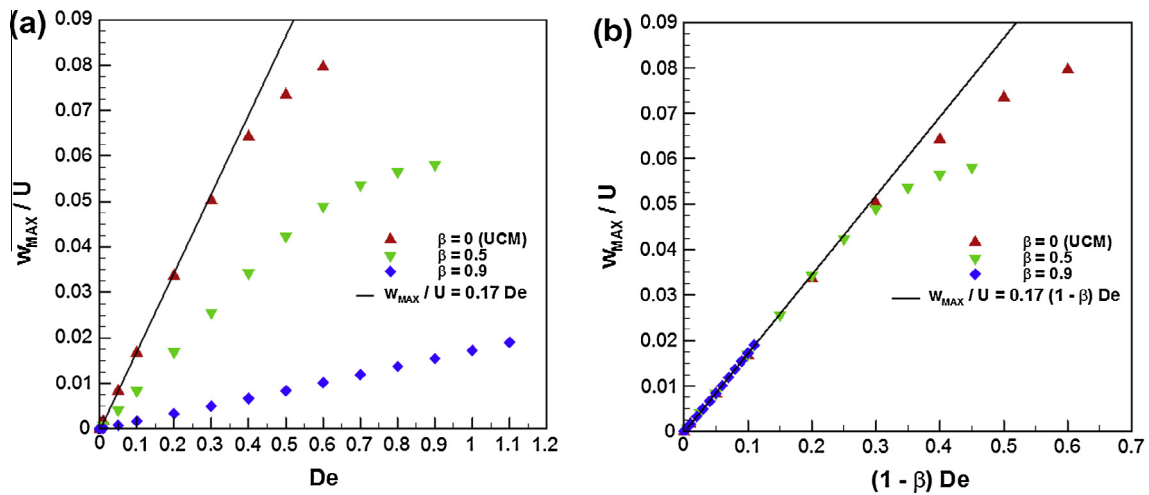 (a)
0.09
0.08
0.07
0.06
0.05
0.04
0.03
0.02
0.01
0
w_MAX / U
β = 0 (UCM)
β = 0.5
β = 0.9
w_MAX / U = 0.17 De
0 0.1 0.2 0.3 0.4 0.5 0.6 0.7 0.8 0.9 1 1.1 1.2
De
(b)
0.09
0.08
0.07
0.06
0.05
0.04
0.03
0.02
0.01
0
w_MAX / U
β = 0 (UCM)
β = 0.5
β = 0.9
w_MAX / U = 0.17 (1 - β) De
0 0.1 0.2 0.3 0.4 0.5 0.6 0.7
(1 - β) De